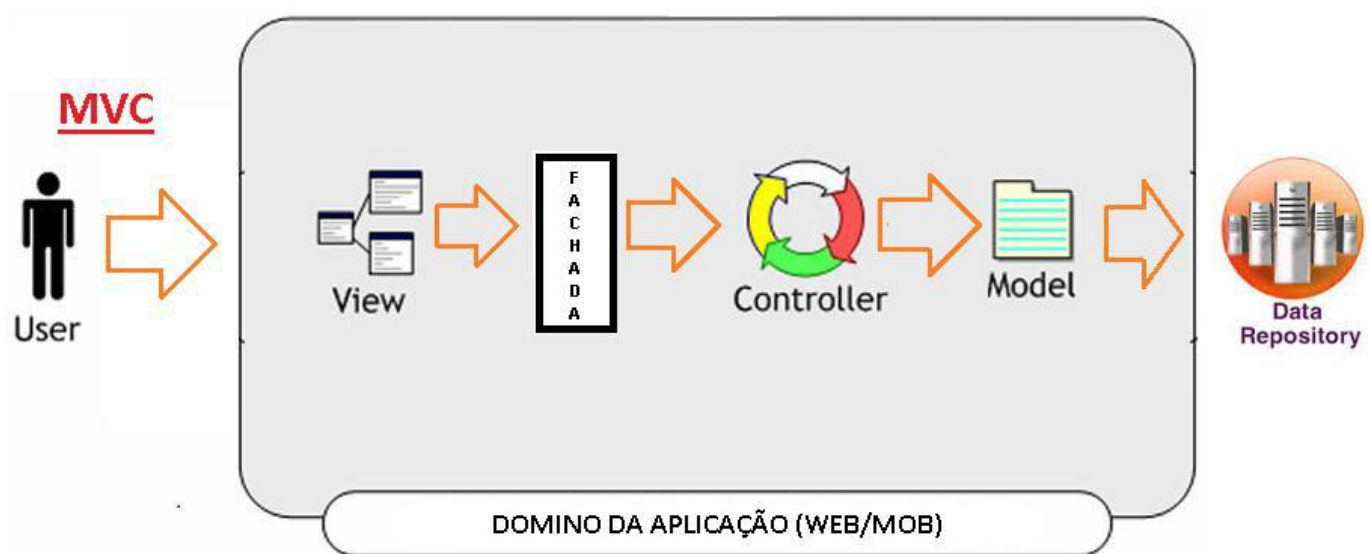 MVC
User
View
F
A
C
H
A
D
A
Controller
Model
Data
Repository
DOMINO DA APLICAÇÃO (WEB/MOB)